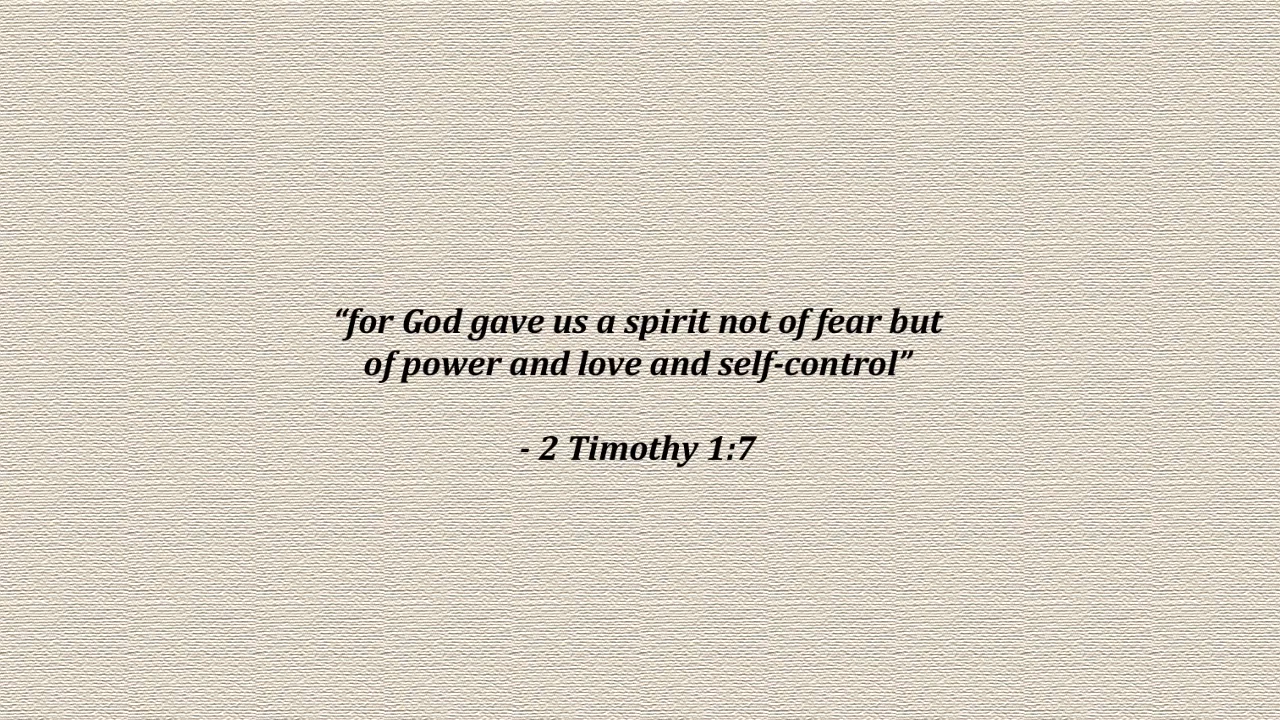 “for God gave us a spirit not of fear but
of power and love and self-control”
- 2 Timothy 1:7